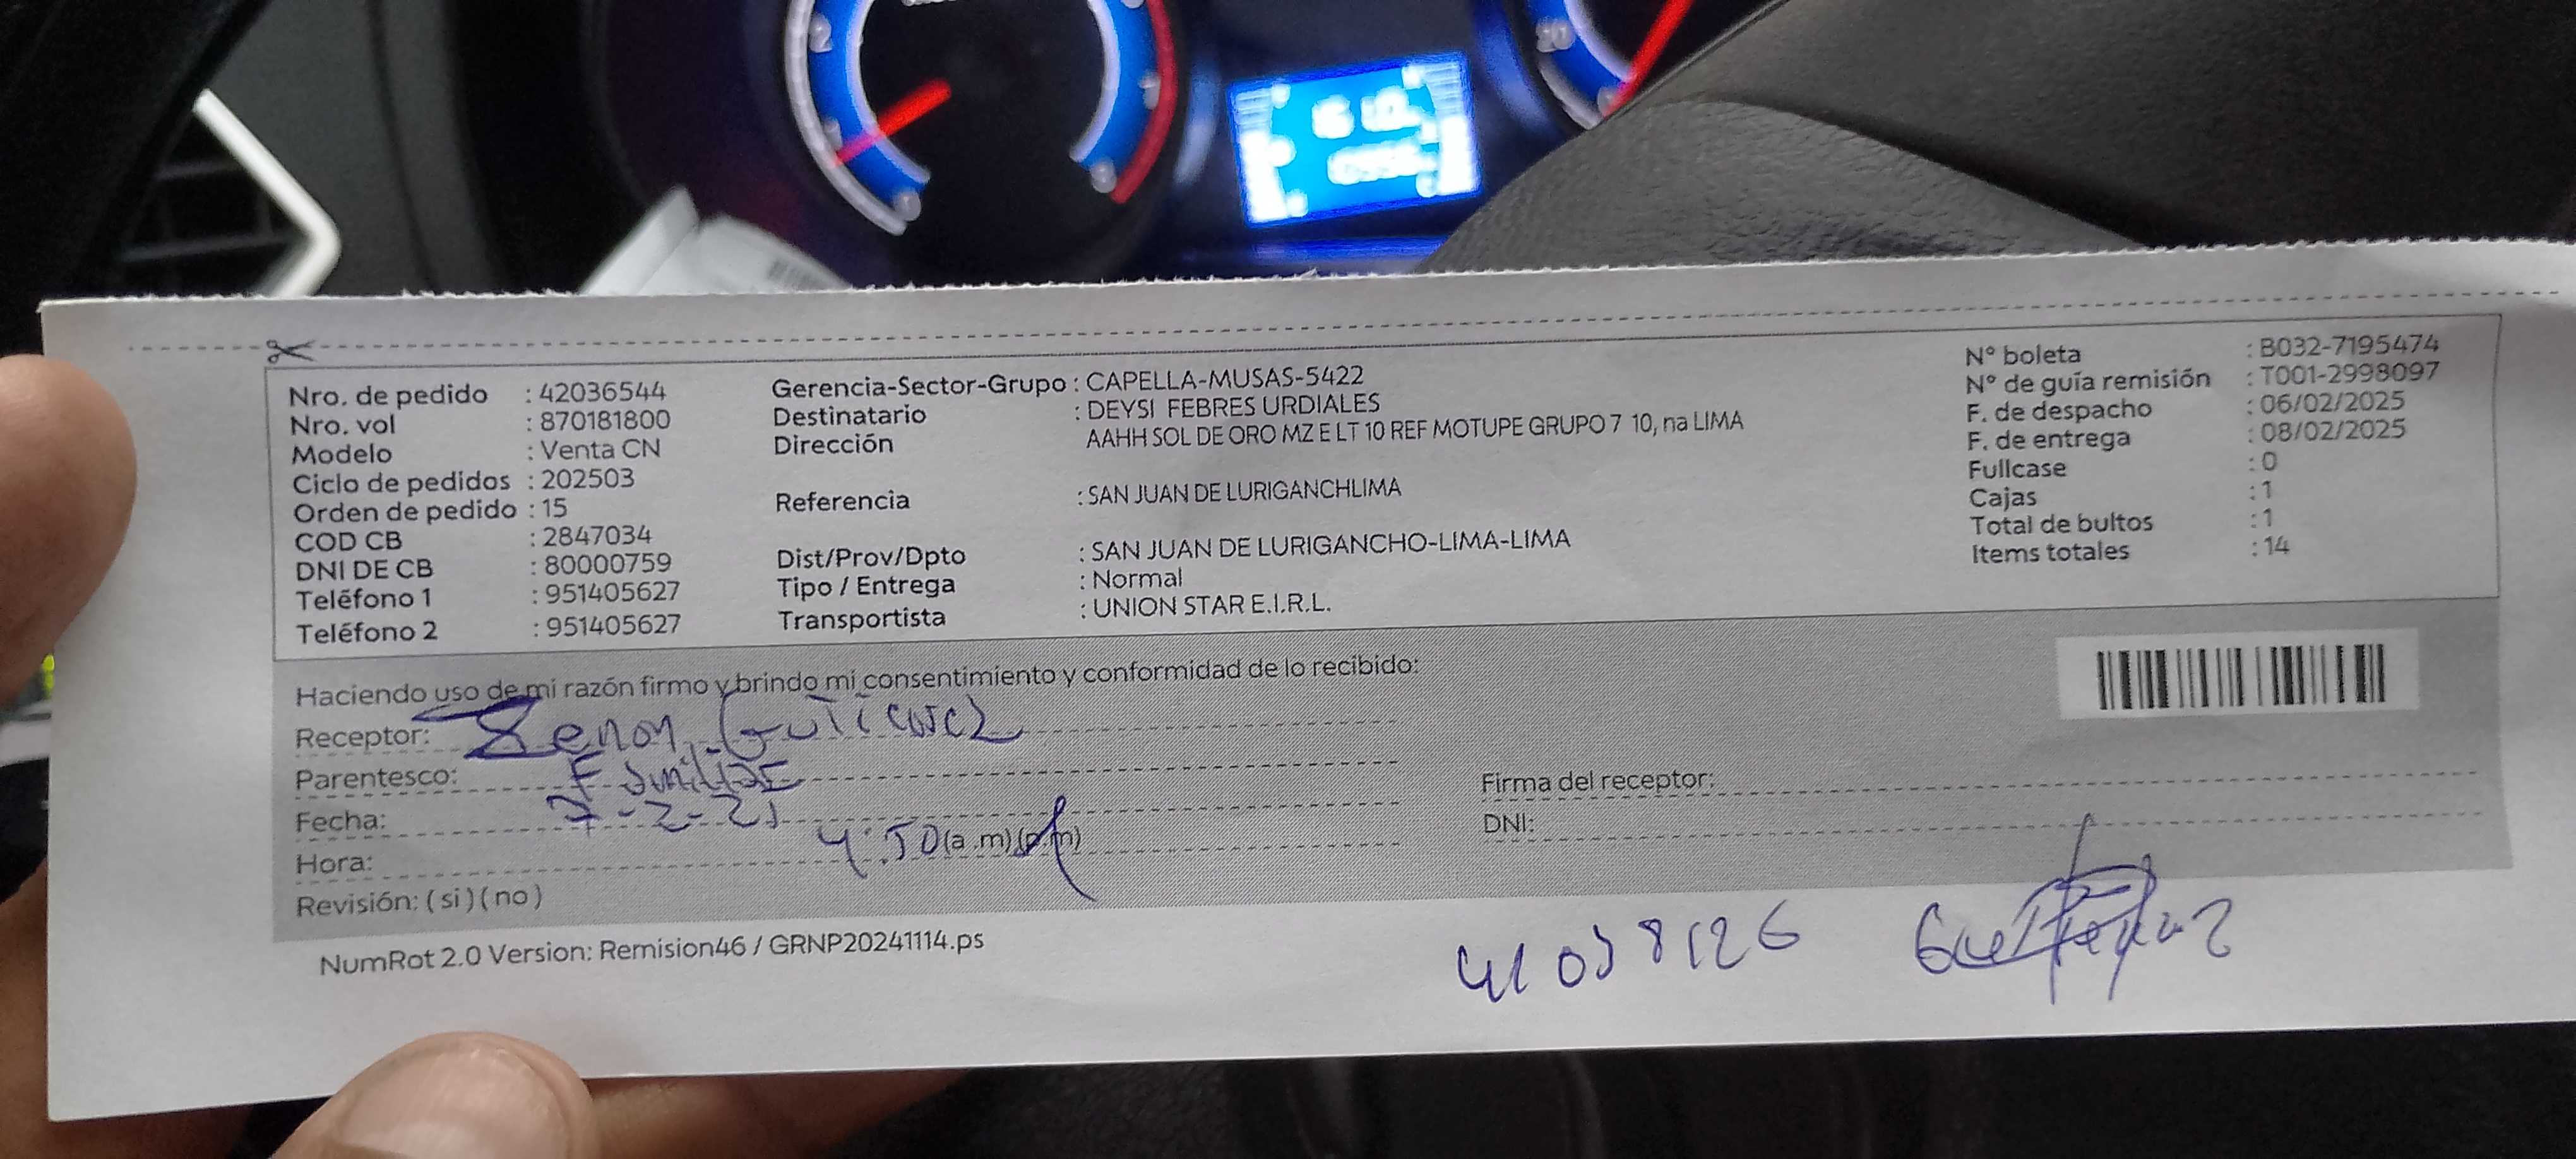 Nro. de pedido : 42036544
Nro. vol : 870181800
Modelo : Venta CN
Ciclo de pedidos : 202503
Orden de pedido : 15
COD CB : 2847034
DNI DE CB : 80000759
Teléfono 1 : 951405627
Teléfono 2 : 951405627
Gerencia-Sector-Grupo : CAPELLA-MUSAS-5422
Destinatario : DEYSI FEBRES URDIALES
Dirección AAHH SOL DE ORO MZ E LT 10 REF MOTUPE GRUPO 7 10, na LIMA
Referencia : SAN JUAN DE LURIGANCHLIMA
Dist/Prov/Dpto : SAN JUAN DE LURIGANCHO-LIMA-LIMA
Tipo / Entrega : Normal
Transportista : UNION STAR E.I.R.L.
N° boleta : B032-7195474
N° de guía remisión : T001-2998097
F. de despacho : 06/02/2025
F. de entrega : 08/02/2025
Fullcase : 0
Cajas : 1
Total de bultos : 1
Items totales : 14
Haciendo uso de mi razón firmo y brindo mi consentimiento y conformidad de lo recibido:
Receptor: Zenon Gutierrez
Parentesco: Familiar
Fecha: 7-2-25
Hora: 4:50 (a.m)(p.m)
Revisión: (si)(no)
Firma del receptor:
DNI:
41038126
NumRot 2.0 Version: Remision46 / GRNP20241114.ps